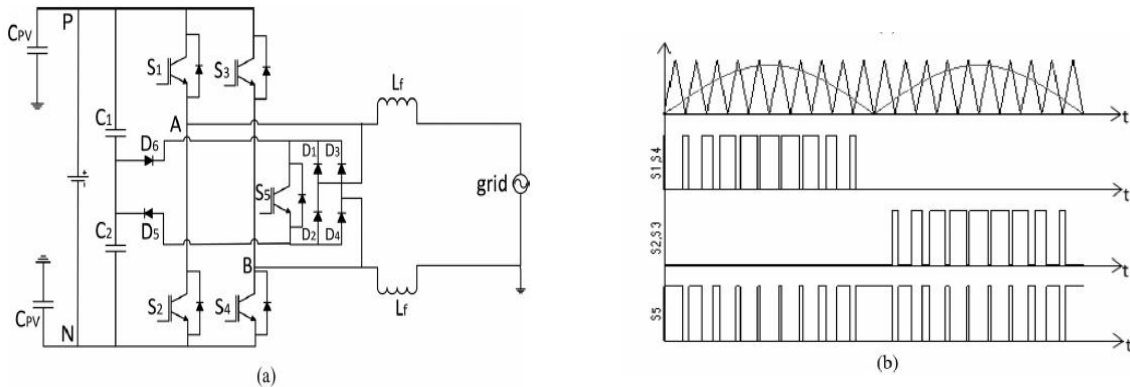 CPV
P
S1
S3
Lf
C1
A
D6
D1
D3
S5
grid
D5
C2
D2
D4
B
S2
S4
Lf
CPV
N
(a)
t
S1,S4
t
S2,S3
t
S5
t
(b)